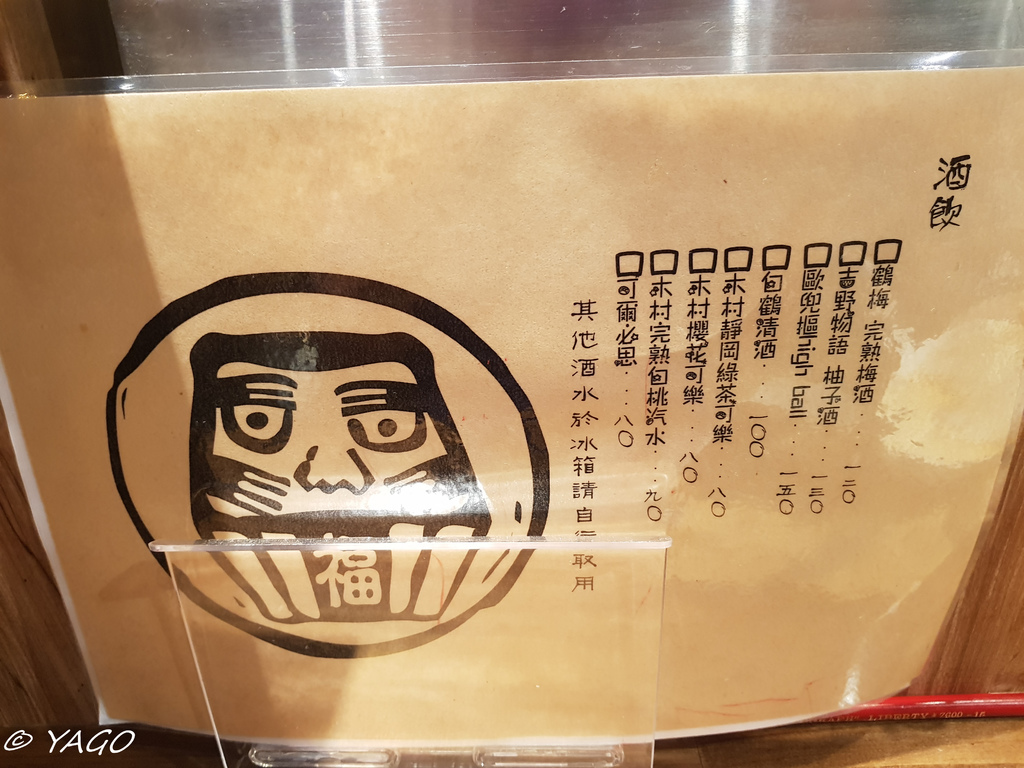 酒飲
鶴梅 完熟梅酒....一二〇
吉野物語 柚子酒....一三〇
歐兜摳high ball....一五〇
旬鶴清酒....一〇〇
木村靜岡綠茶可樂....八〇
木村櫻花可樂....八〇
木村完熟白桃汽水....九〇
可爾必思....八〇
其他酒水於冰箱請自行取用
福
LIBERTY
© YAGO